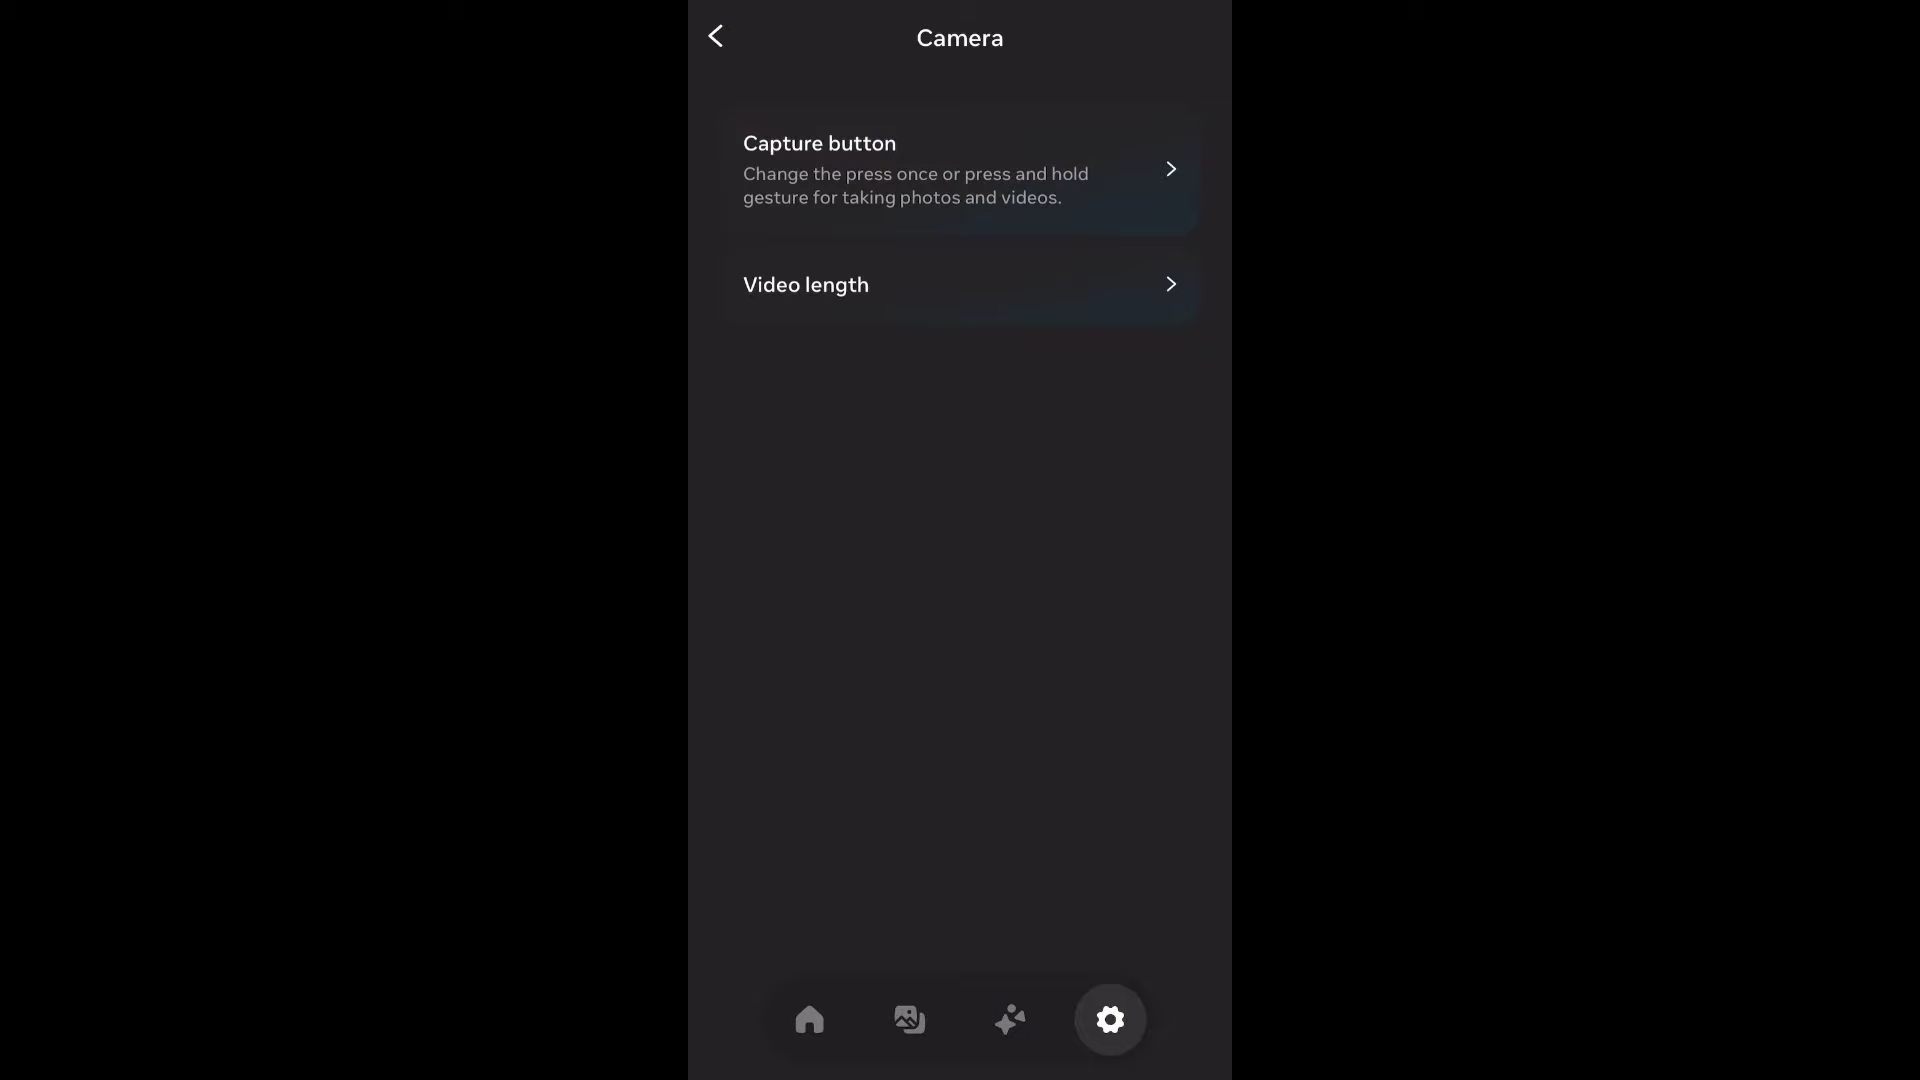 Camera
Capture button
Change the press once or press and hold
gesture for taking photos and videos.
Video length